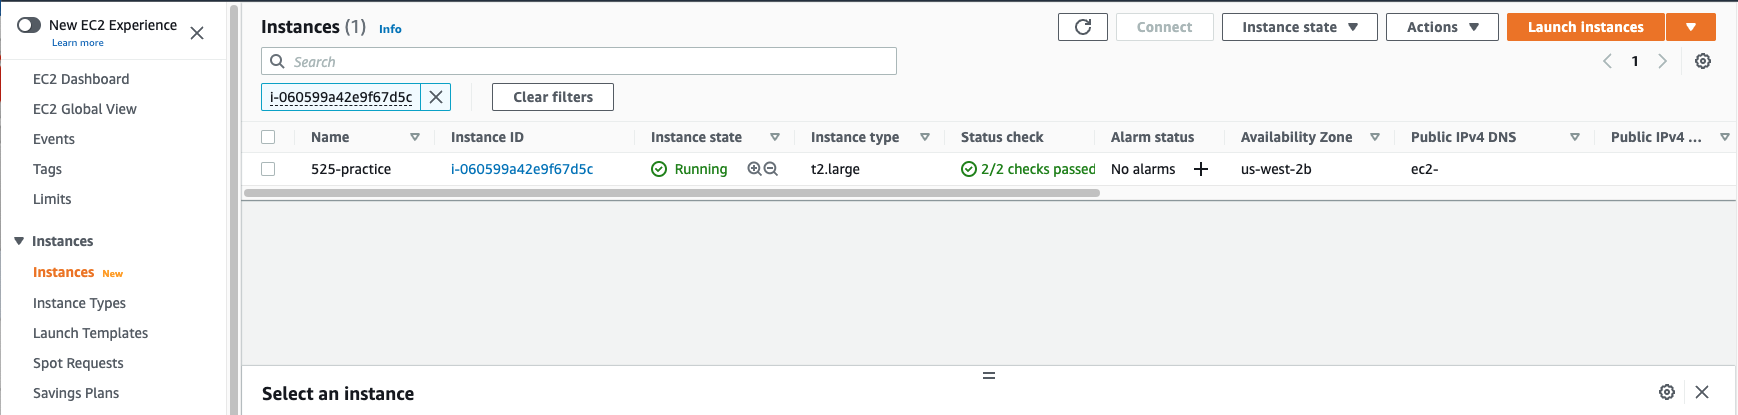 New EC2 Experience
Learn more
EC2 Dashboard
EC2 Global View
Events
Tags
Limits
Instances
Instances New
Instance Types
Launch Templates
Spot Requests
Savings Plans
Instances (1) Info
Connect
Instance state
Actions
Launch instances
Search
1
i-060599a42e9f67d5c
Clear filters
Name Instance ID Instance state Instance type Status check Alarm status Availability Zone Public IPv4 DNS Public IPv4 ...
525-practice i-060599a42e9f67d5c Running t2.large 2/2 checks passed No alarms us-west-2b ec2-
Select an instance